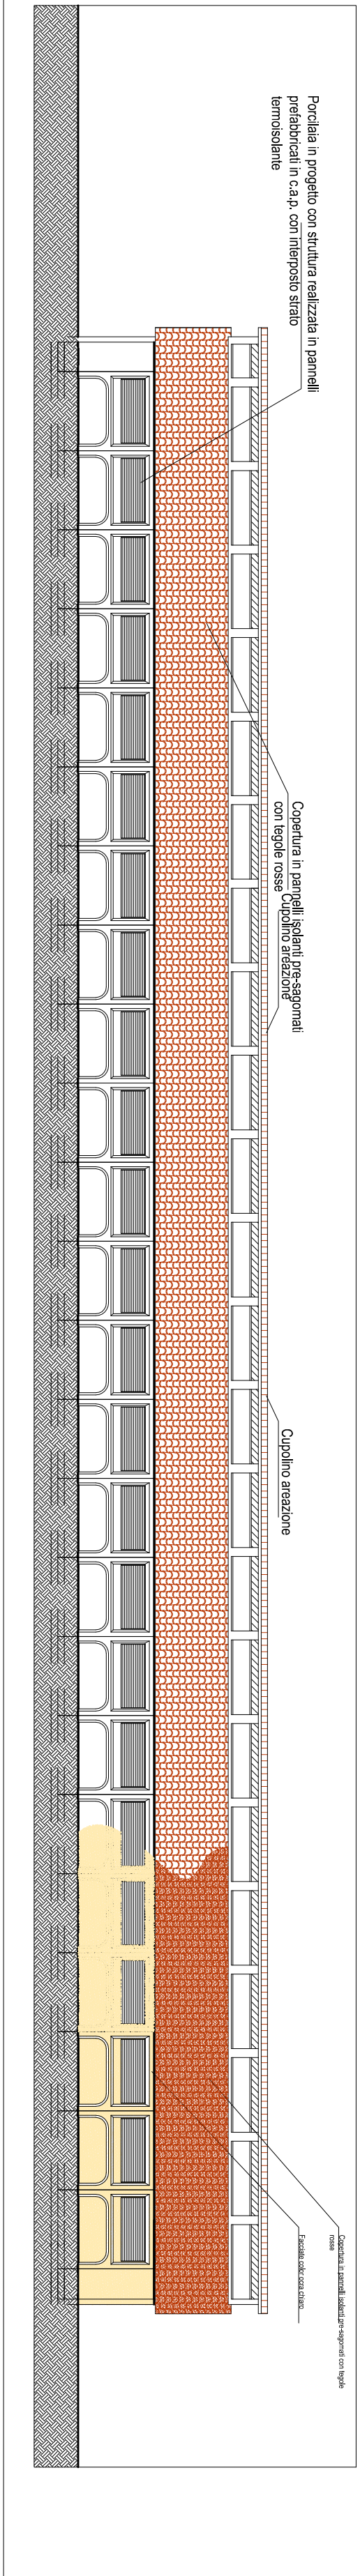 Porcilaia in progetto con struttura realizzata in pannelli
prefabbricati in c.a.p. con interposto strato
termoisolante
Copertura in pannelli isolanti pre-sagomati
con tegole rosse
Cupolino areazione
Cupolino areazione
Copertura in pannelli isolanti pre-sagomati con tegole
rosse
Facciate color ocra chiaro